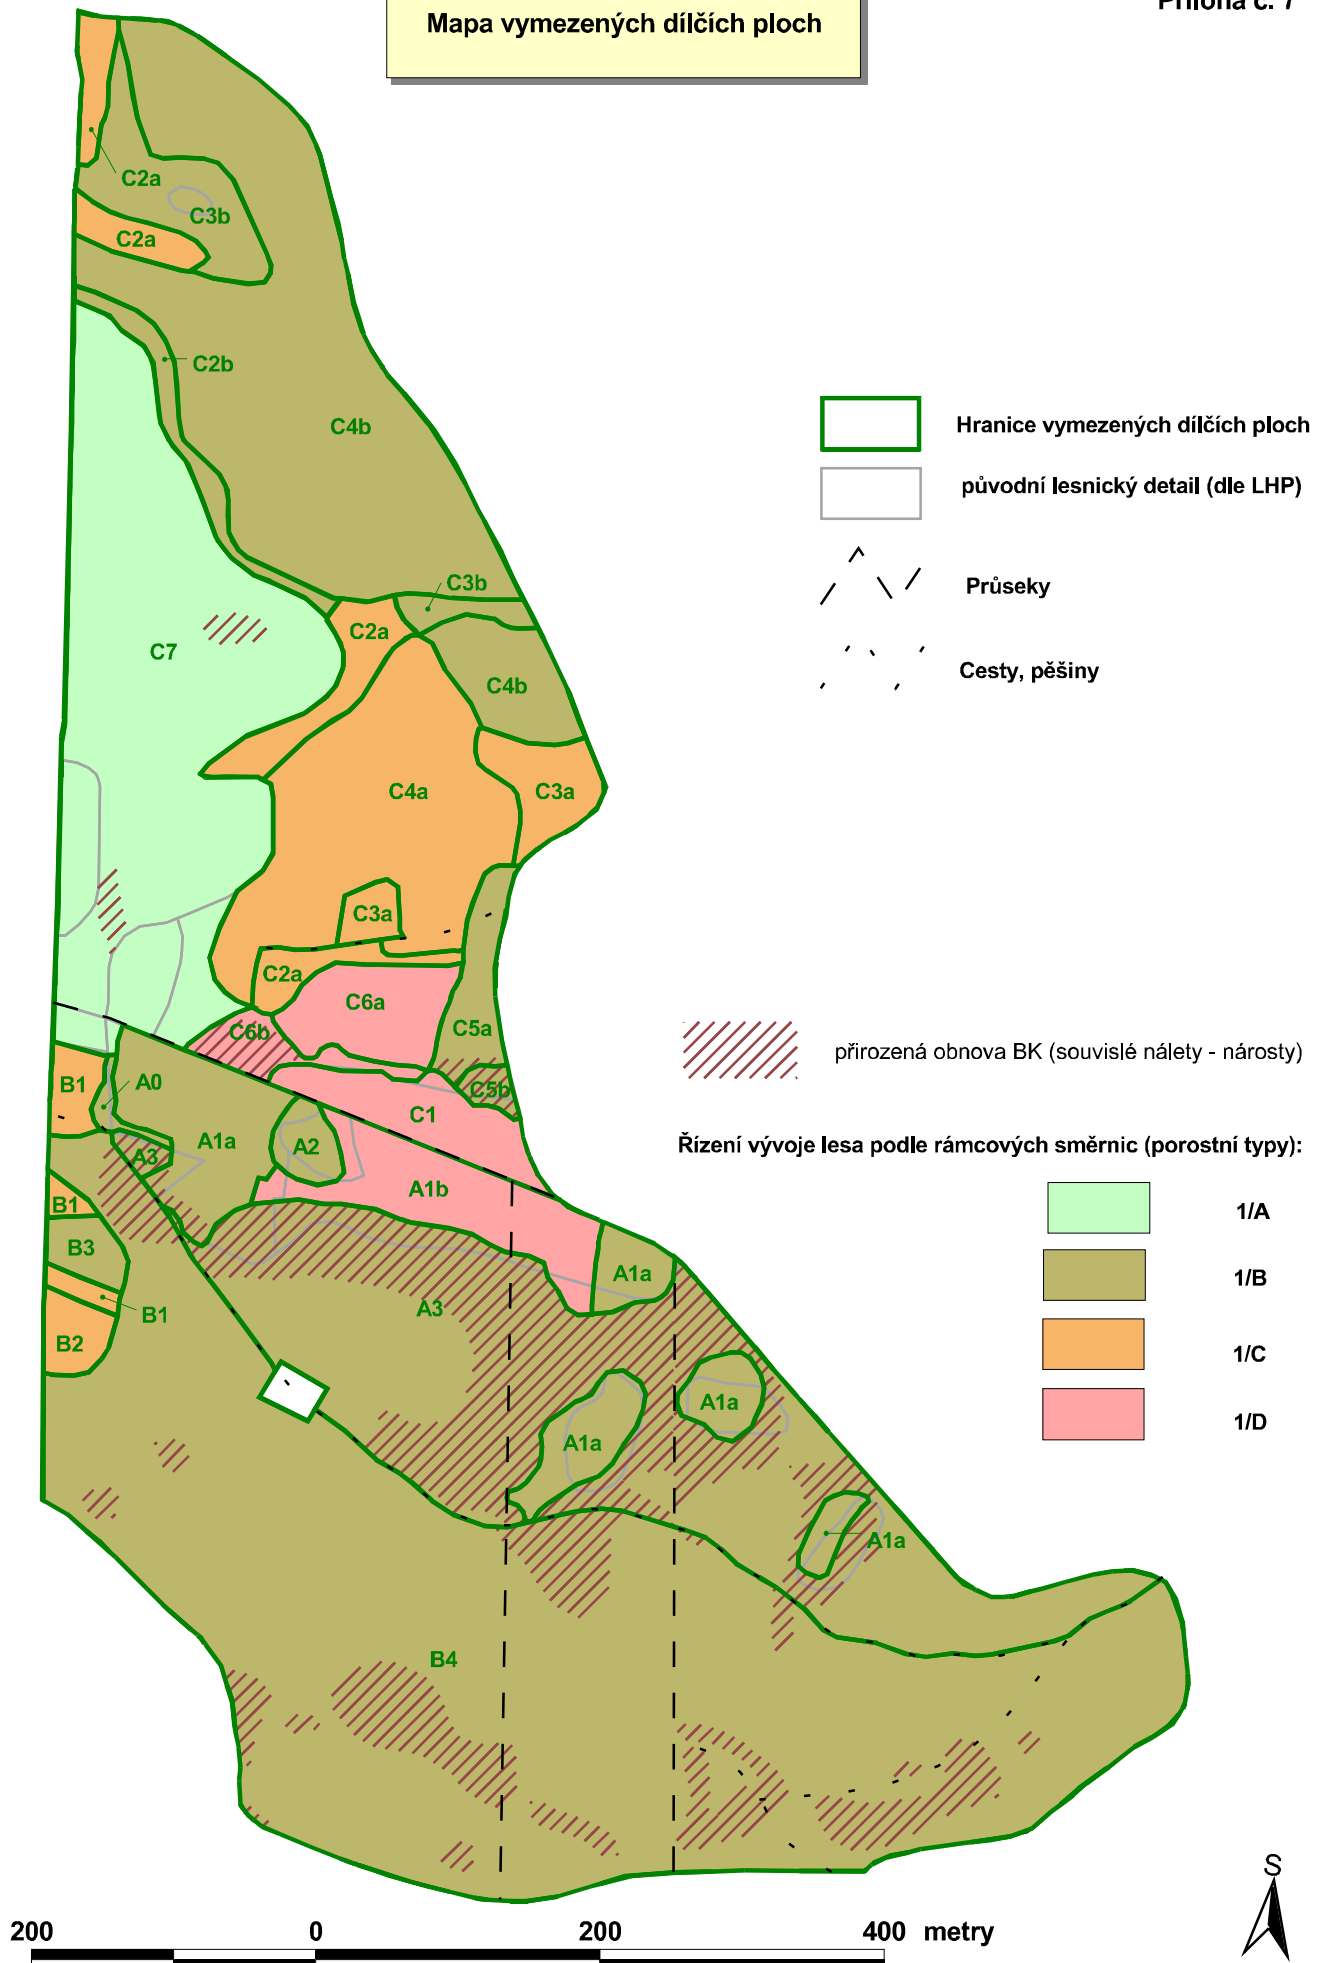 Mapa vymezených dílčích ploch
Příloha č. 7
C2a
C3b
C2a
C2b
C4b
Hranice vymezených dílčích ploch
původní lesnický detail (dle LHP)
Průseky
Cesty, pěšiny
C3b
C2a
C7
C4b
C4a
C3a
C3a
C2a
C6a
C6b
C5a
C5b
přirozená obnova BK (souvislé nálety - nárosty)
B1
A0
C1
A1a
A2
A3
A1b
Řízení vývoje lesa podle rámcových směrnic (porostní typy):
1/A
1/B
1/C
1/D
B1
B3
B1
B2
A3
A1a
A1a
A1a
A1a
B4
S
200
0
200
400 metry